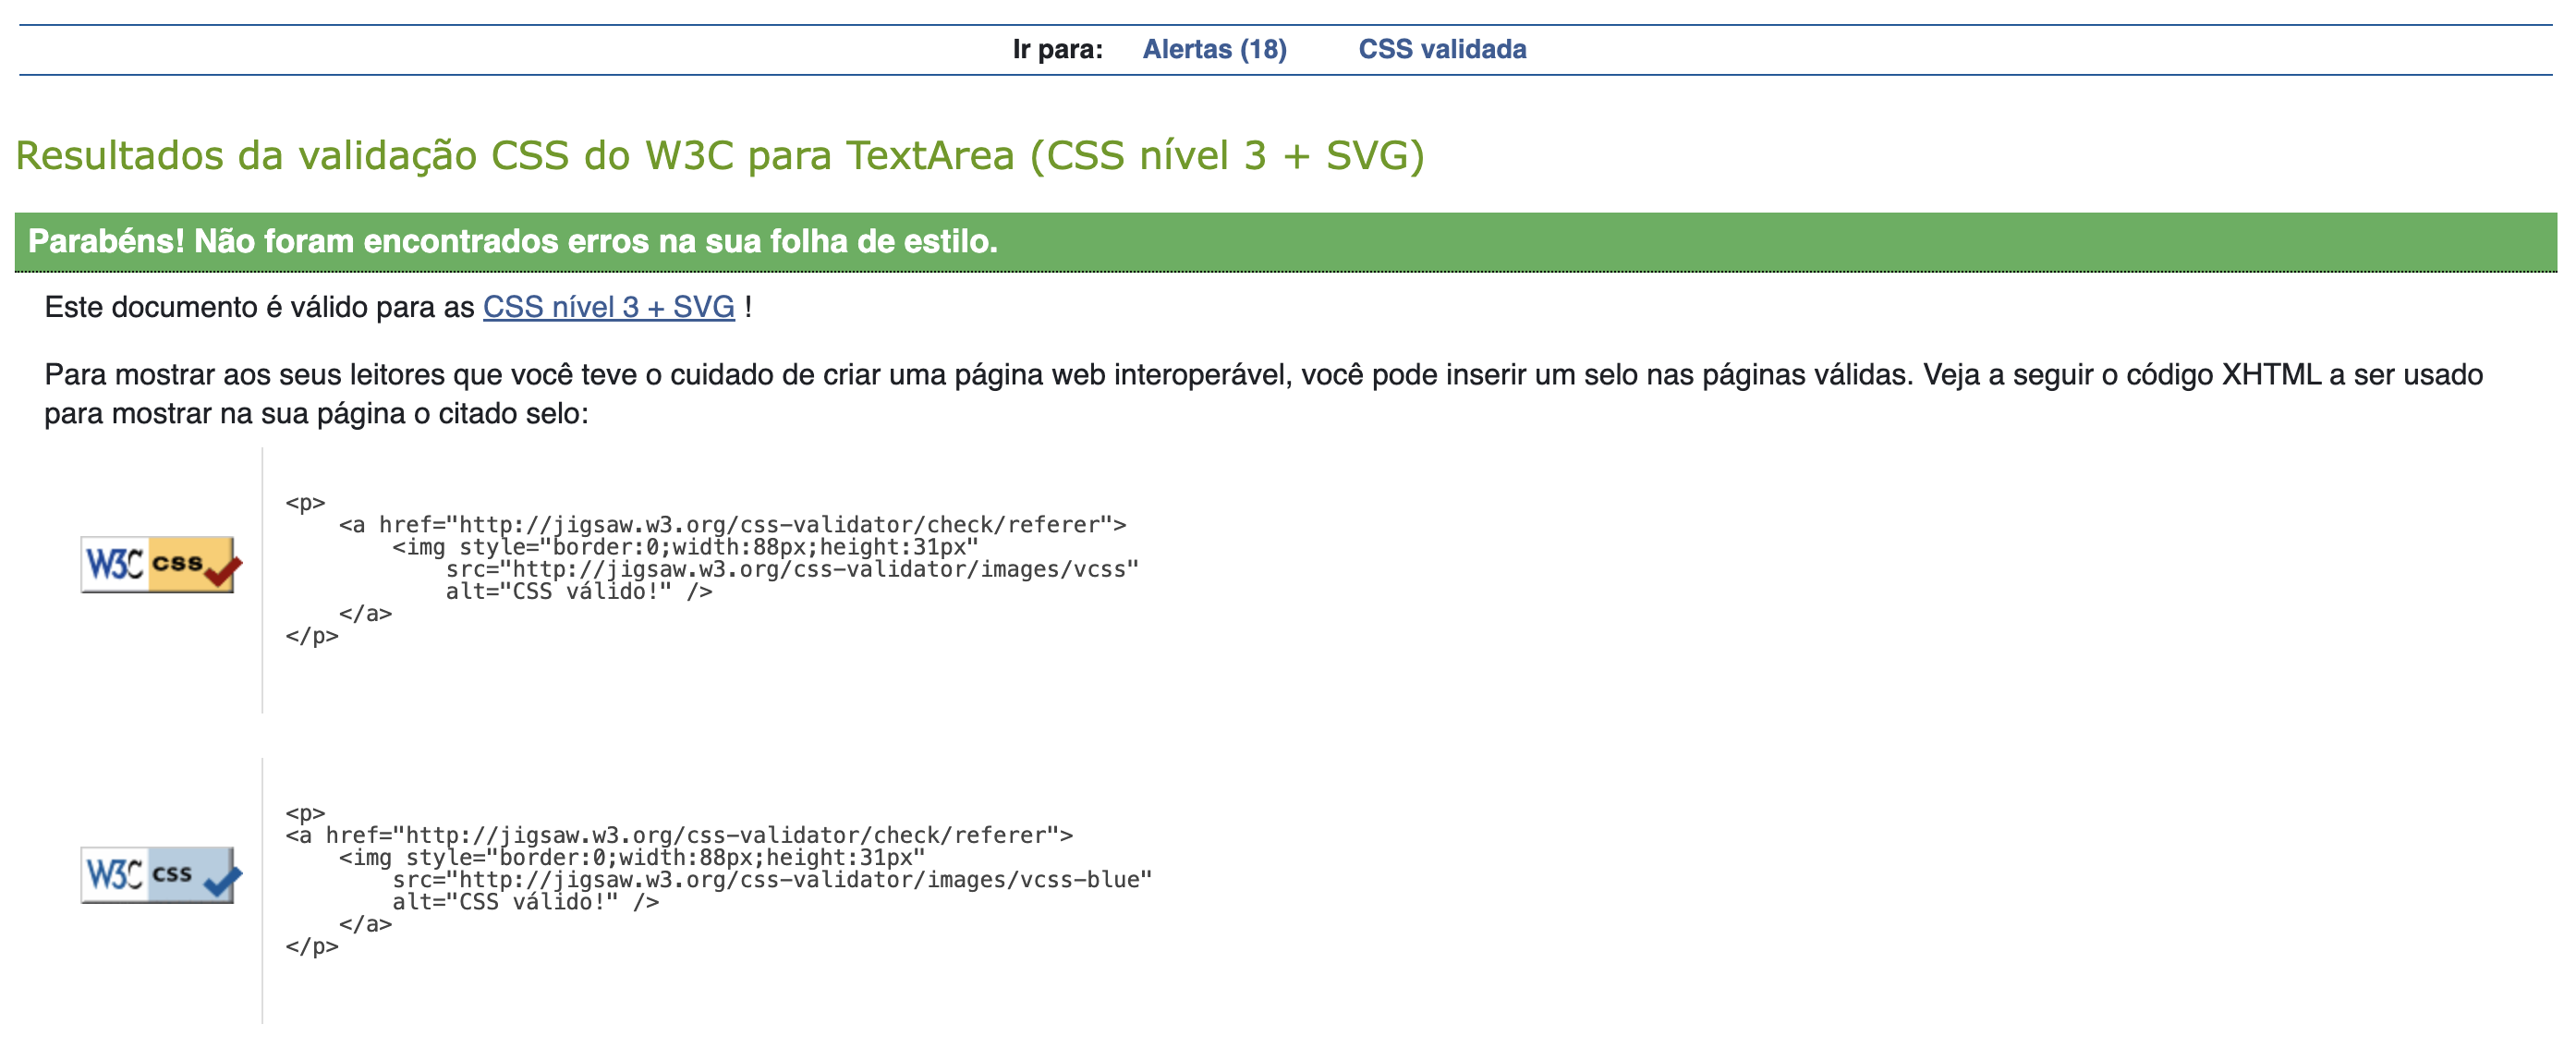 Ir para: Alertas (18) CSS validada
Resultados da validação CSS do W3C para TextArea (CSS nível 3 + SVG)
Parabéns! Não foram encontrados erros na sua folha de estilo.
Este documento é válido para as CSS nível 3 + SVG !
Para mostrar aos seus leitores que você teve o cuidado de criar uma página web interoperável, você pode inserir um selo nas páginas válidas. Veja a seguir o código XHTML a ser usado
para mostrar na sua página o citado selo:
W3C css
<p>
    <a href="http://jigsaw.w3.org/css-validator/check/referer">
        <img style="border:0;width:88px;height:31px"
            src="http://jigsaw.w3.org/css-validator/images/vcss"
            alt="CSS válido!" />
    </a>
</p>
W3C css
<p>
<a href="http://jigsaw.w3.org/css-validator/check/referer">
    <img style="border:0;width:88px;height:31px"
        src="http://jigsaw.w3.org/css-validator/images/vcss-blue"
        alt="CSS válido!" />
    </a>
</p>